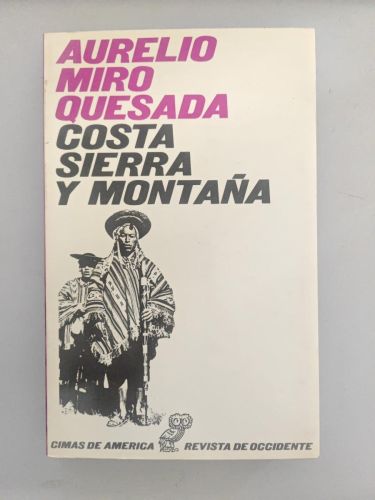 AURELIO
MIRO
QUESADA
COSTA
SIERRA
Y MONTAÑA
CIMAS DE AMERICA REVISTA DE OCCIDENTE